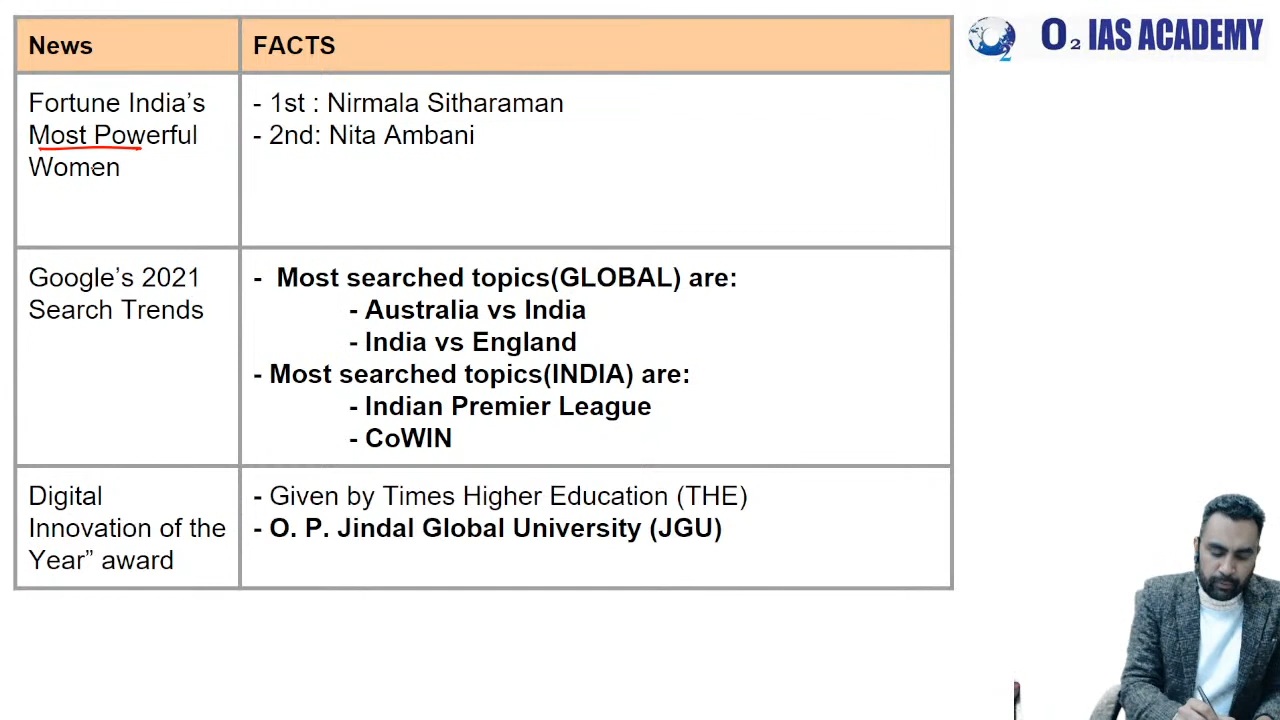 News
FACTS
Fortune India's
Most Powerful
Women
- 1st : Nirmala Sitharaman
- 2nd: Nita Ambani
Google's 2021
Search Trends
- Most searched topics(GLOBAL) are:
- Australia vs India
- India vs England
- Most searched topics(INDIA) are:
- Indian Premier League
- CoWIN
Digital
Innovation of the
Year” award
- Given by Times Higher Education (THE)
- O. P. Jindal Global University (JGU)
2
O2 IAS ACADEMY